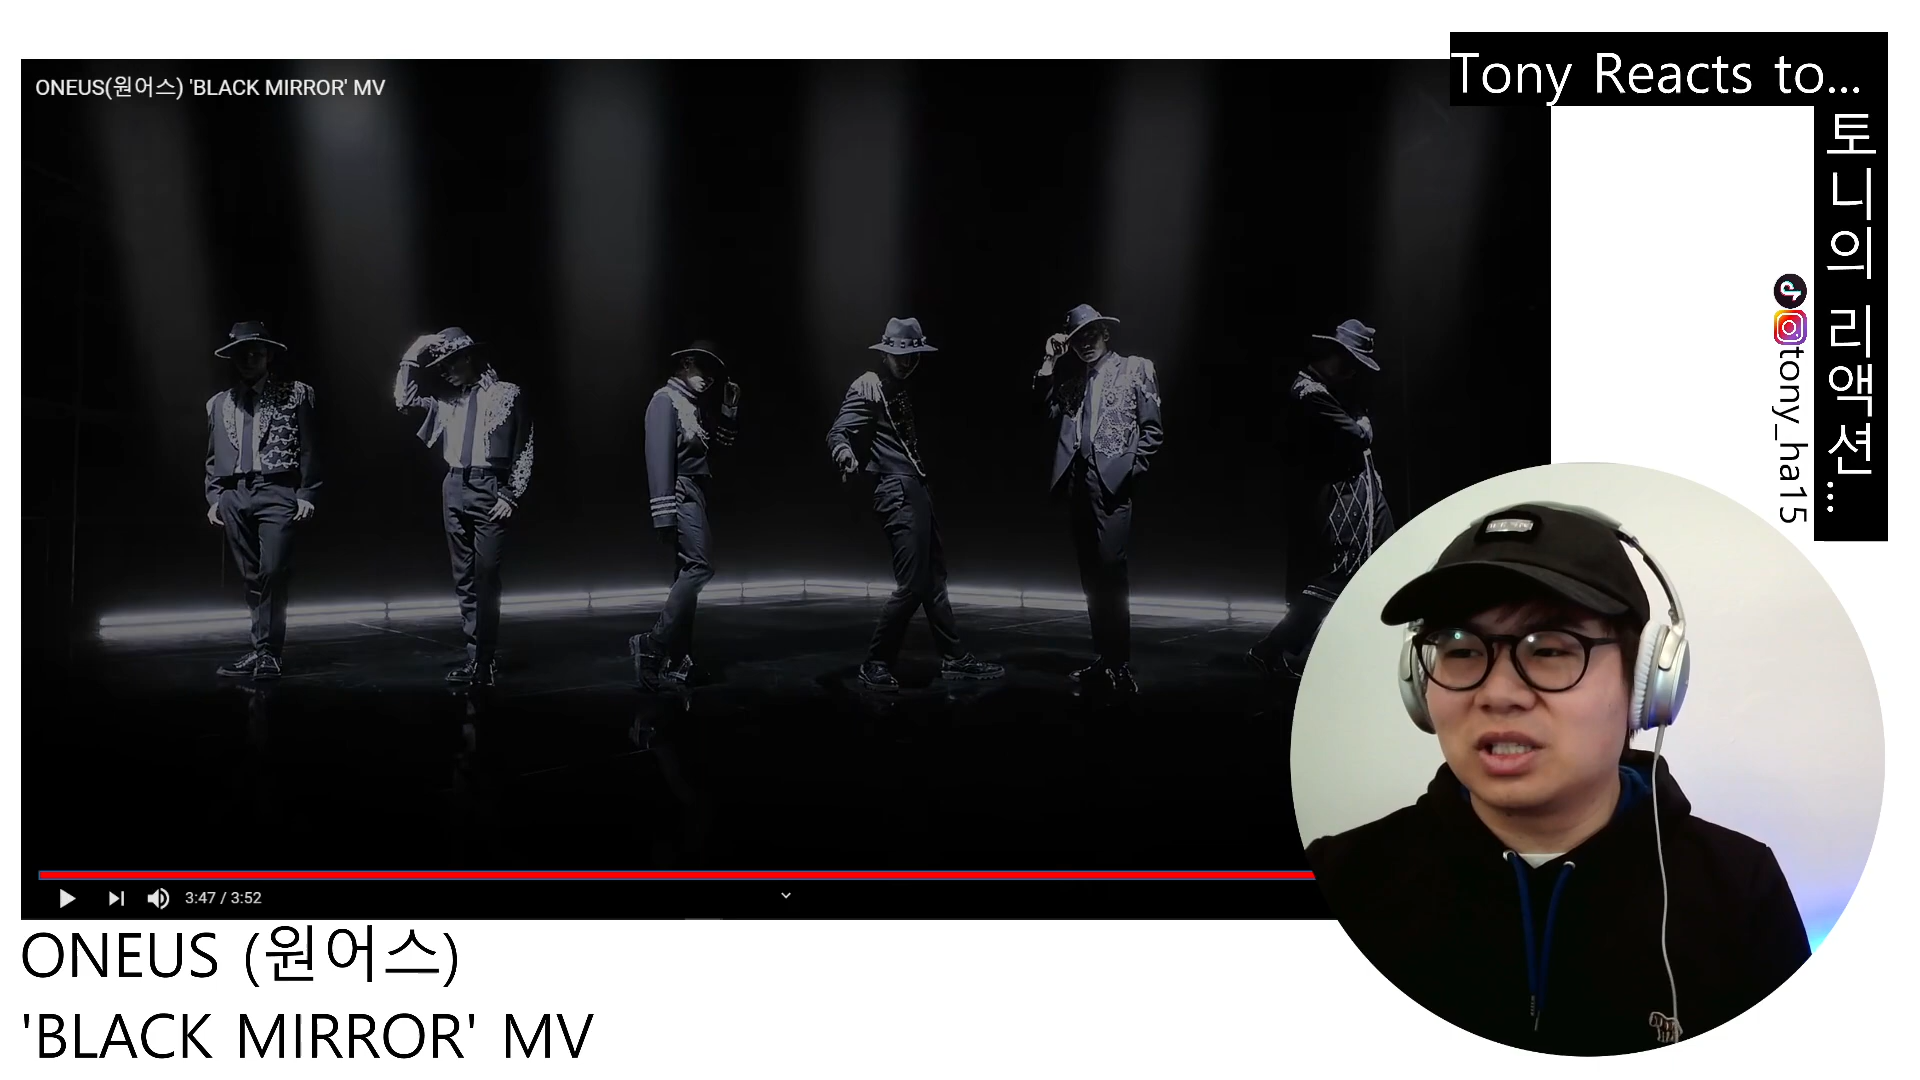 ONEUS(원어스) 'BLACK MIRROR' MV
Tony Reacts to...
토니의 리액션...
tony_ha15
3:47 / 3:52
ONEUS (원어스)
'BLACK MIRROR' MV